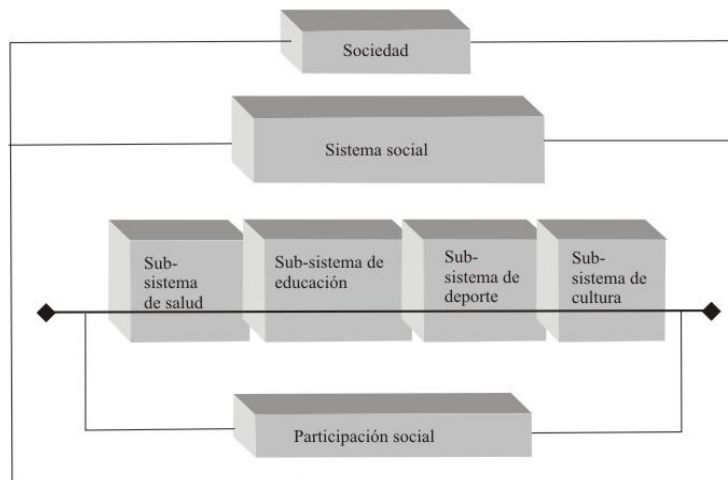 Sociedad
Sistema social
Sub-
sistema
de salud
Sub-sistema de
educación
Sub-
sistema de
deporte
Sub-
sistema de
cultura
Participación social